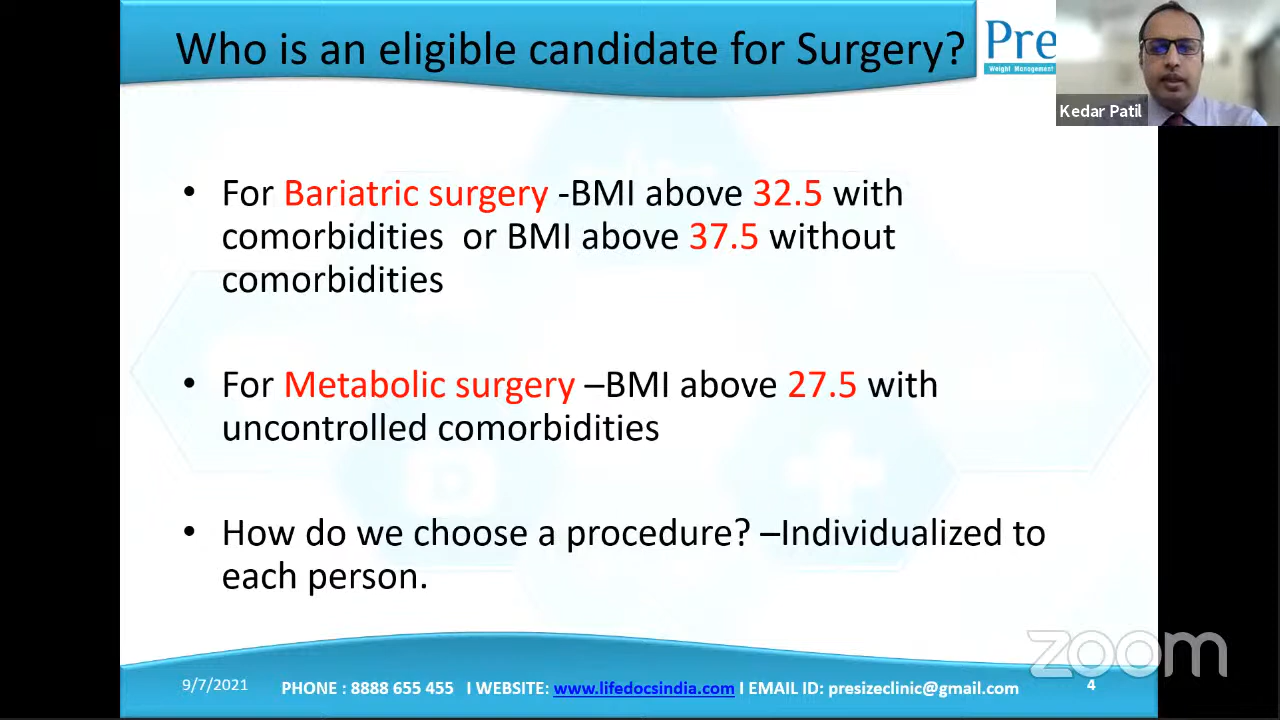 Who is an eligible candidate for Surgery?
Pre
Weight Management
Kedar Patil
• For Bariatric surgery -BMI above 32.5 with
comorbidities or BMI above 37.5 without
comorbidities
• For Metabolic surgery –BMI above 27.5 with
uncontrolled comorbidities
• How do we choose a procedure? –Individualized to
each person.
zoom
9/7/2021 PHONE : 8888 655 455 I WEBSITE: www.lifedocsindia.com I EMAIL ID: presizeclinic@gmail.com 4